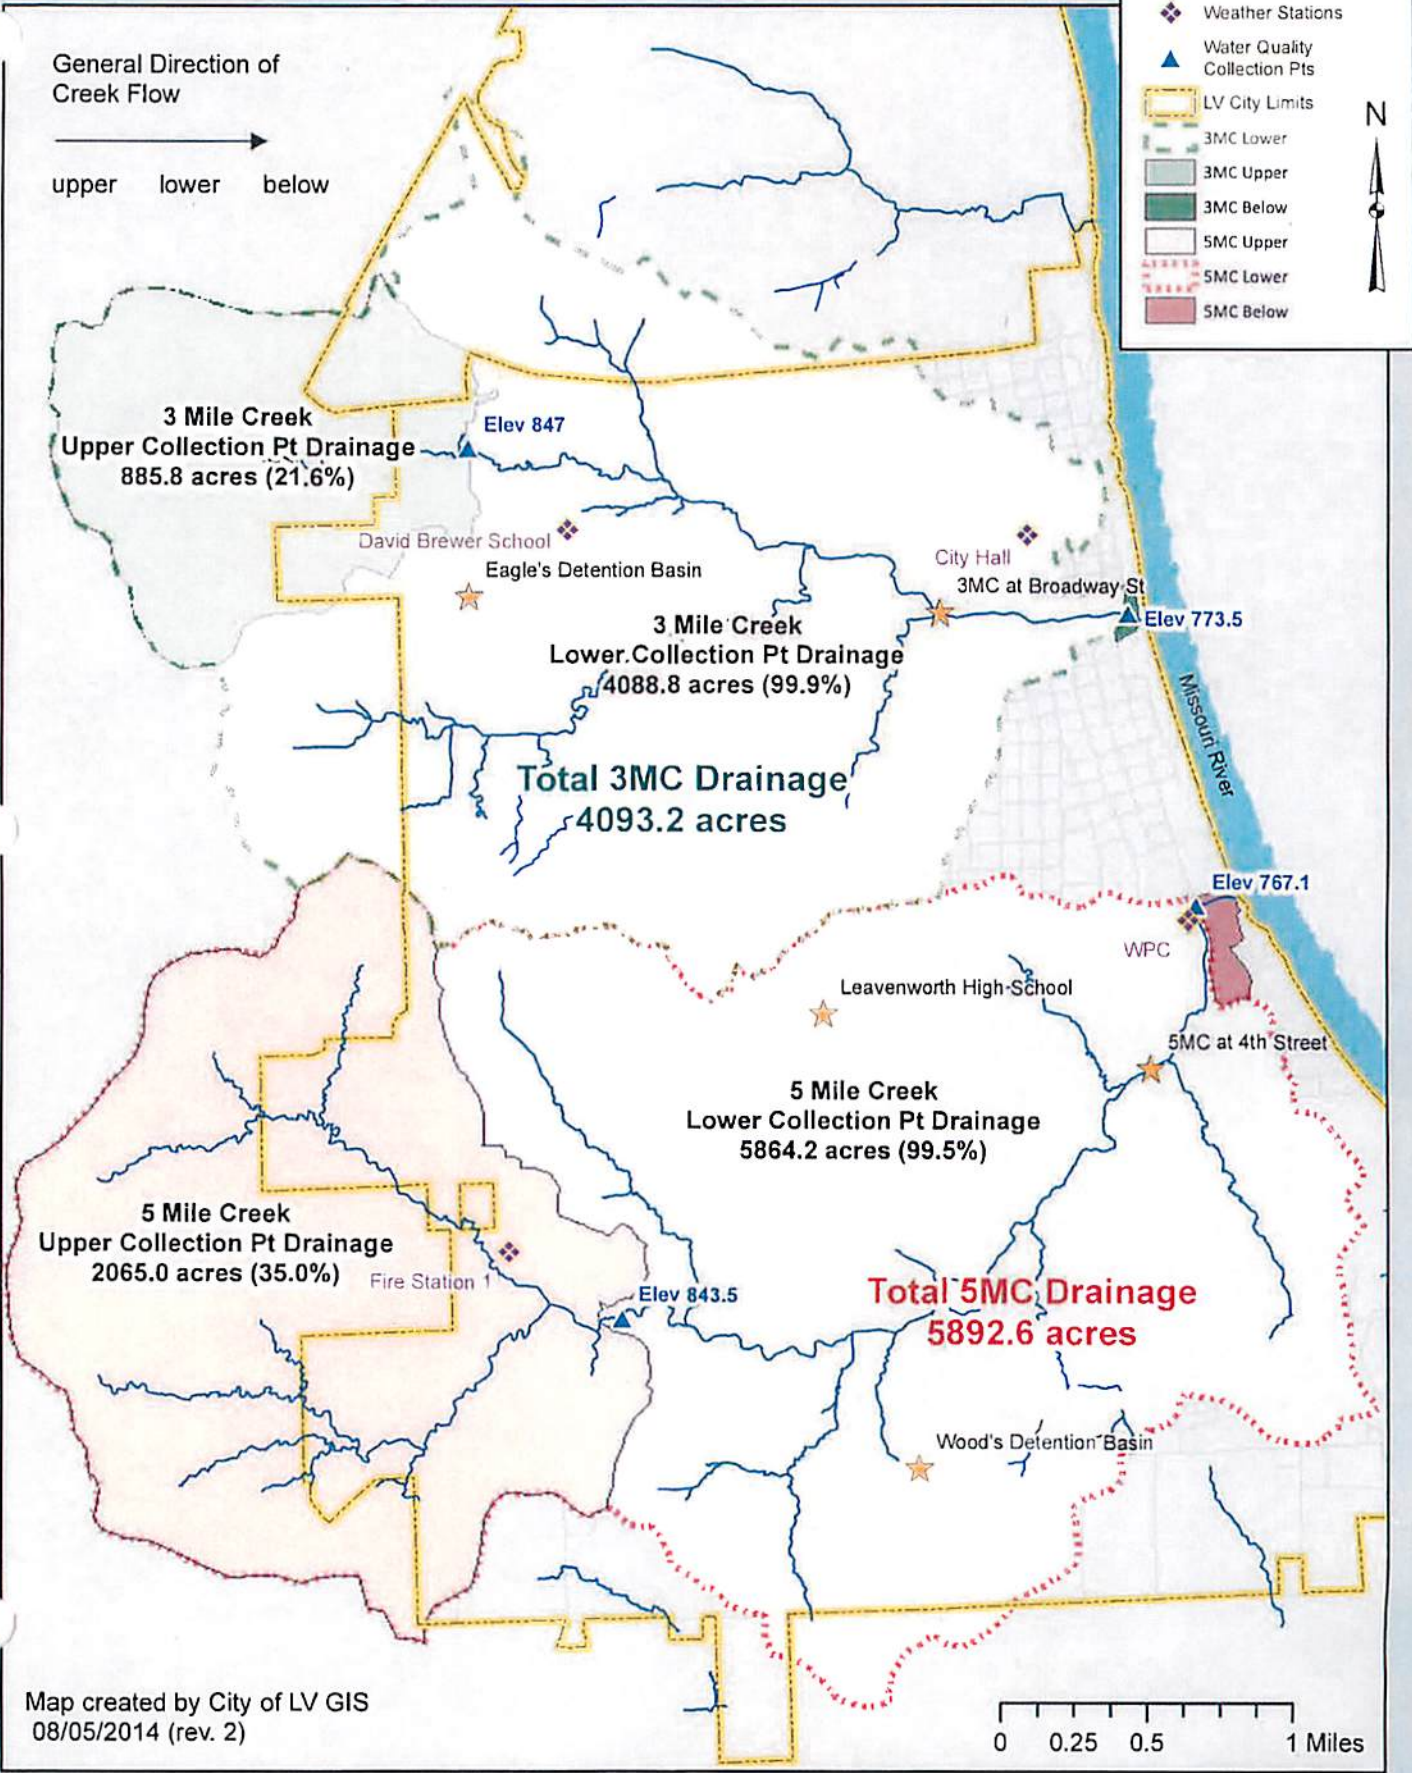 General Direction of
Creek Flow
upper lower below
Weather Stations
Water Quality
Collection Pts
LV City Limits
3MC Lower
3MC Upper
3MC Below
5MC Upper
5MC Lower
5MC Below
N
3 Mile Creek
Upper Collection Pt Drainage
885.8 acres (21.6%)
Elev 847
David Brewer School
Eagle's Detention Basin
City Hall
3MC at Broadway St
Elev 773.5
3 Mile Creek
Lower Collection Pt Drainage
4088.8 acres (99.9%)
Missouri River
Total 3MC Drainage
4093.2 acres
Elev 767.1
WPC
Leavenworth High School
5MC at 4th Street
5 Mile Creek
Lower Collection Pt Drainage
5864.2 acres (99.5%)
5 Mile Creek
Upper Collection Pt Drainage
2065.0 acres (35.0%)
Fire Station 1
Elev 843.5
Total 5MC Drainage
5892.6 acres
Wood's Detention Basin
Map created by City of LV GIS
08/05/2014 (rev. 2)
0 0.25 0.5 1 Miles